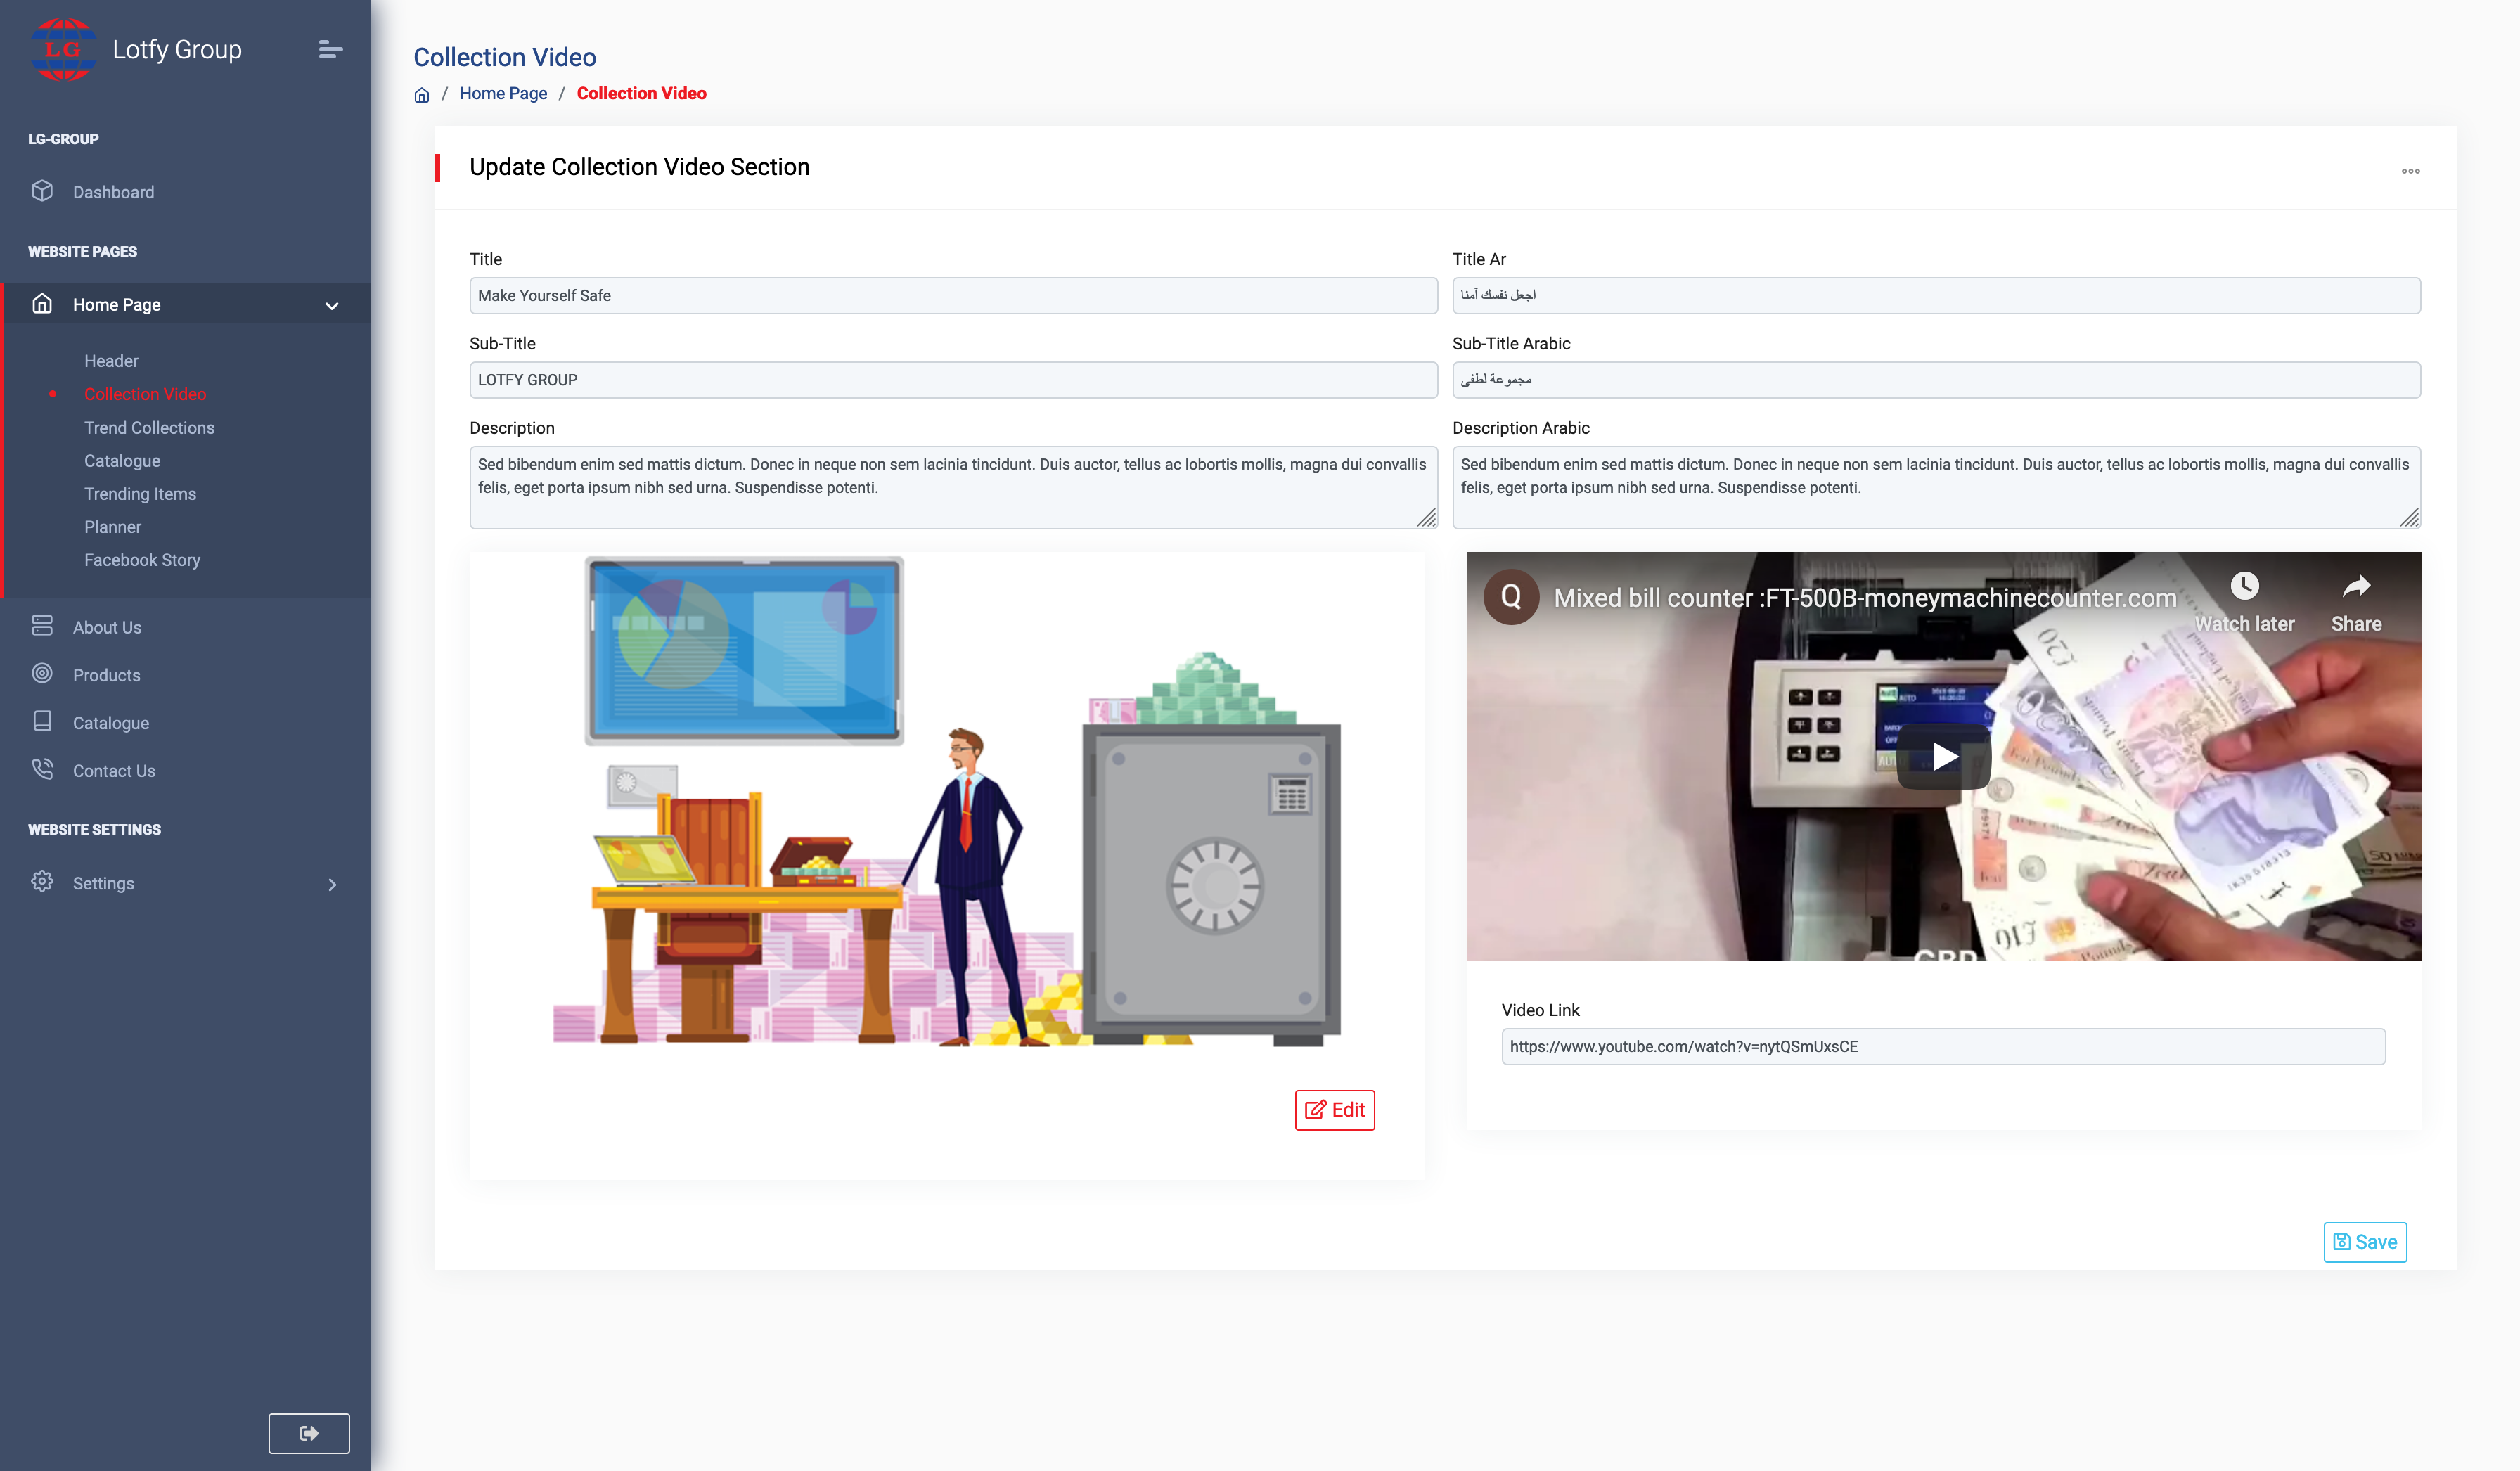 LG
Lotfy Group
LG-GROUP
Dashboard
WEBSITE PAGES
Home Page
Header
Collection Video
Trend Collections
Catalogue
Trending Items
Planner
Facebook Story
About Us
Products
Catalogue
Contact Us
WEBSITE SETTINGS
Settings
Collection Video
/ Home Page / Collection Video
Update Collection Video Section
Title
Make Yourself Safe
Title Ar
اجعل نفسك آمنا
Sub-Title
LOTFY GROUP
Sub-Title Arabic
مجموعة لطفى
Description
Sed bibendum enim sed mattis dictum. Donec in neque non sem lacinia tincidunt. Duis auctor, tellus ac lobortis mollis, magna dui convallis
felis, eget porta ipsum nibh sed urna. Suspendisse potenti.
Description Arabic
Sed bibendum enim sed mattis dictum. Donec in neque non sem lacinia tincidunt. Duis auctor, tellus ac lobortis mollis, magna dui convallis
felis, eget porta ipsum nibh sed urna. Suspendisse potenti.
Edit
Q
Mixed bill counter :FT-500B-moneymachinecounter.com
Watch later
Share
£20
AUTO
£10
GBP
Video Link
https://www.youtube.com/watch?v=nytQSmUxsCE
Save